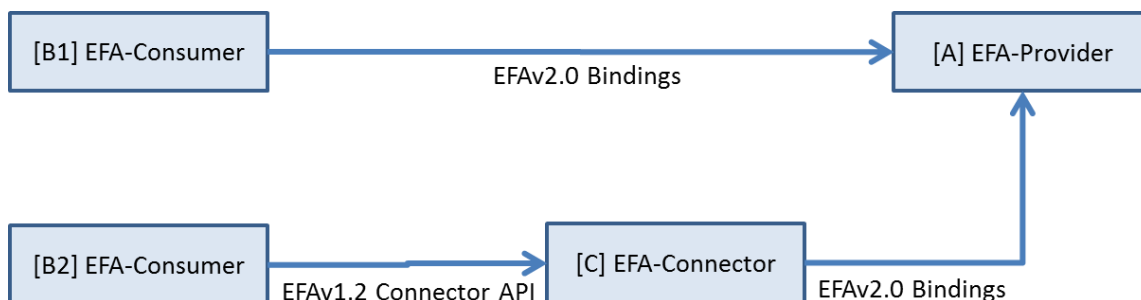 [B1] EFA-Consumer
[A] EFA-Provider
EFAv2.0 Bindings
[B2] EFA-Consumer
[C] EFA-Connector
EFAv1.2 Connector API
EFAv2.0 Bindings